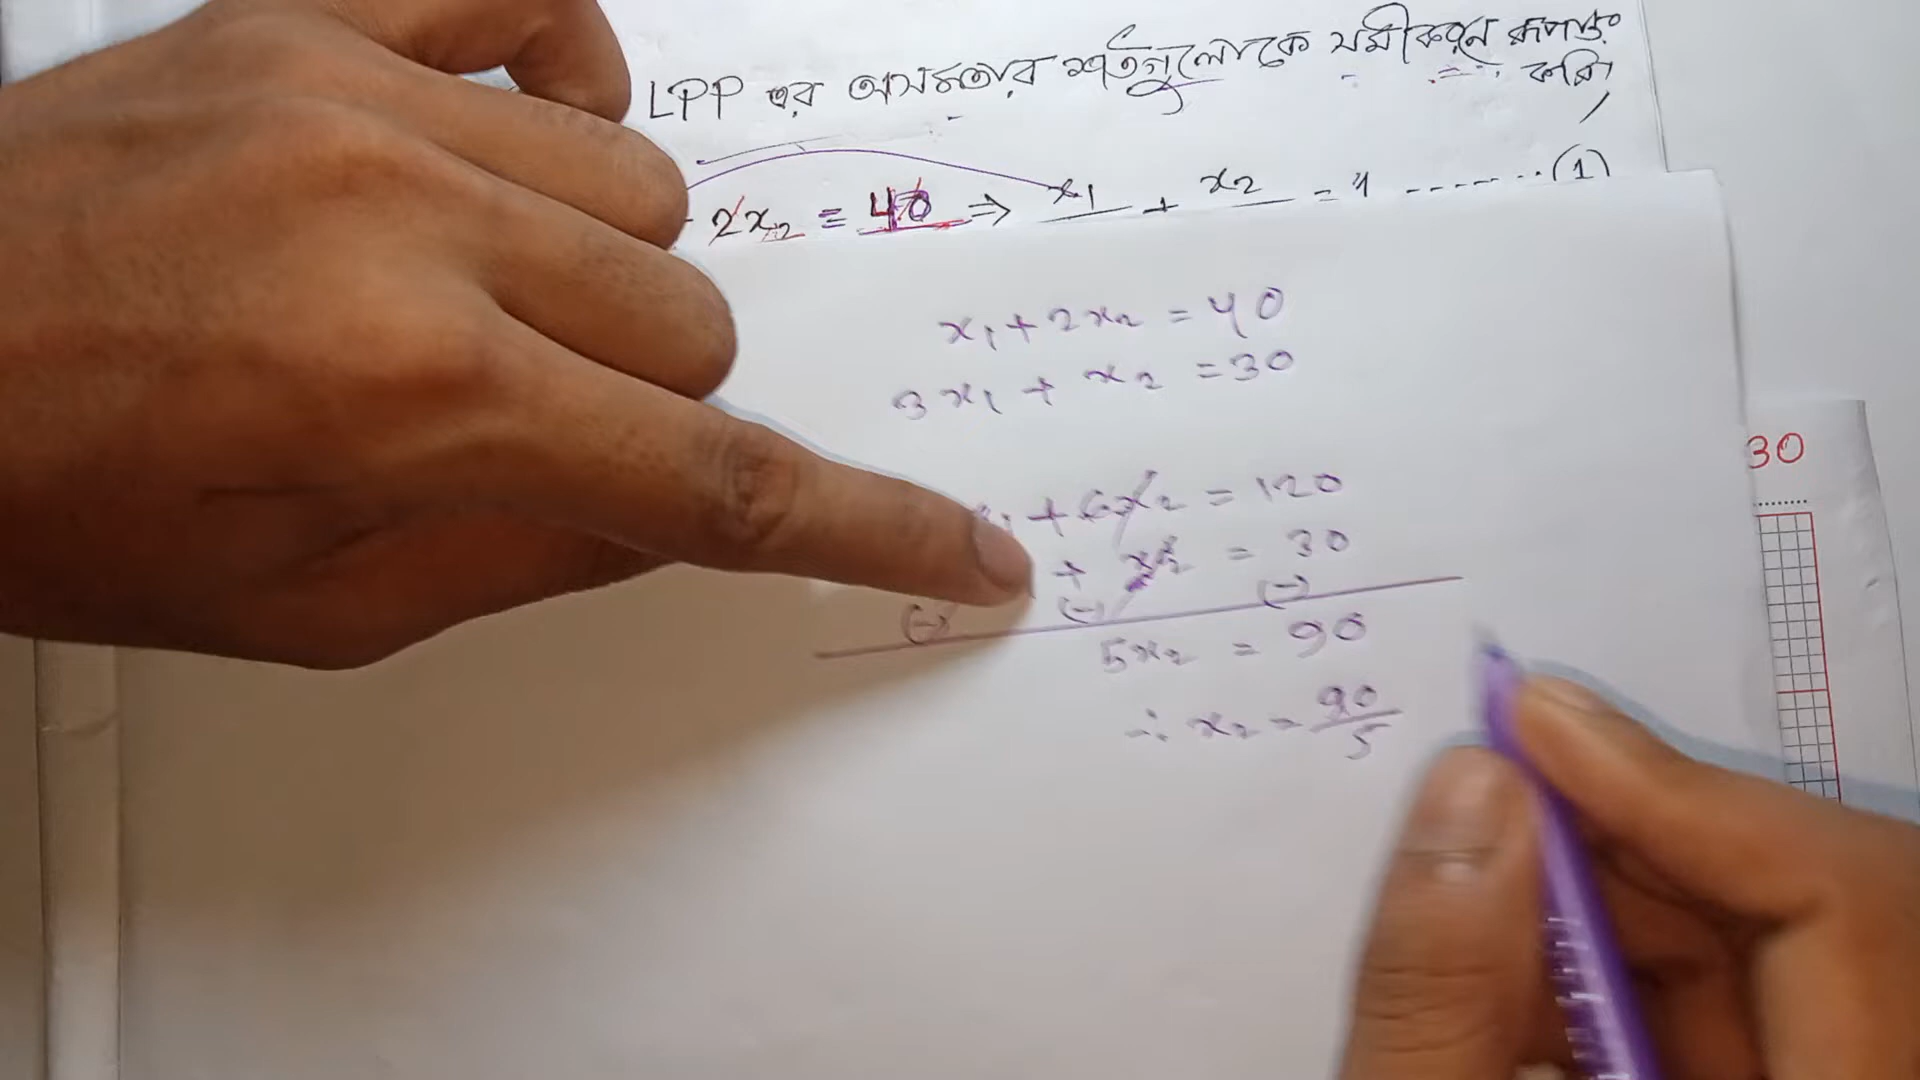 LPP এর অসমতার শর্তগুলোকে সমীকরণে রূপান্তর
করি,
2x₂ = 40 ⇒ x₁ + x₂ = 1 ------ (1)
x₁ + 2x₂ = 40
3x₁ + x₂ = 30
30
x₁ + 6x₂ = 120
+ x₂ = 30
(-) (-) (-)
5x₂ = 90
∴ x₂ = 90/5